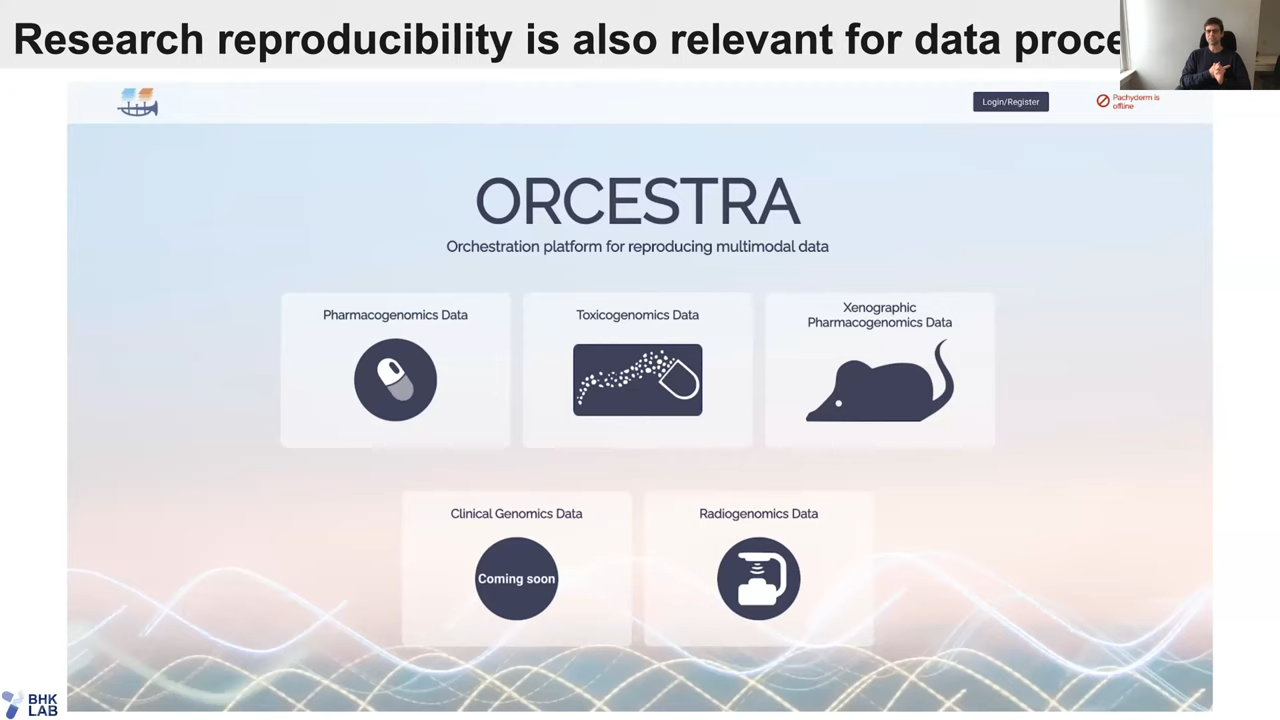 Research reproducibility is also relevant for data proce
Login/Register
Pachyderm is
offline
ORCESTRA
Orchestration platform for reproducing multimodal data
Pharmacogenomics Data
Toxicogenomics Data
Xenographic
Pharmacogenomics Data
Clinical Genomics Data
Coming soon
Radiogenomics Data
BHK
LAB